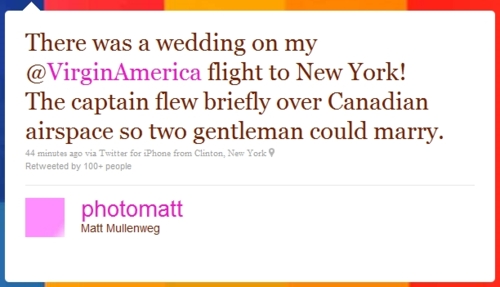 There was a wedding on my
@VirginAmerica flight to New York!
The captain flew briefly over Canadian
airspace so two gentleman could marry.
44 minutes ago via Twitter for iPhone from Clinton, New York
Retweeted by 100+ people
photomatt
Matt Mullenweg